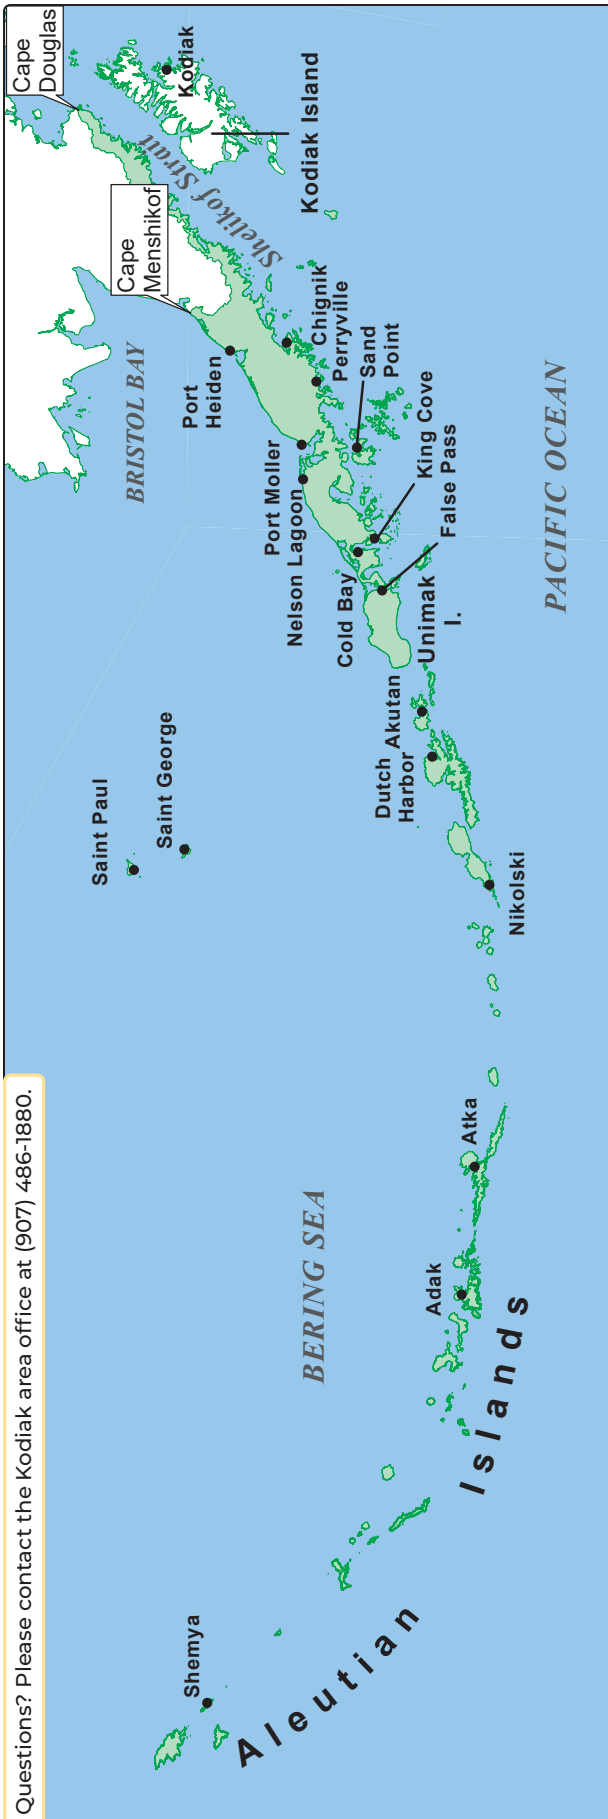 Questions? Please contact the Kodiak area office at (907) 486-1880.
Cape
Douglas
Kodiak
Kodiak Island
Shelikof Strait
Cape
Menshikof
BRISTOL BAY
Port
Heiden
Chignik
Perryville
Sand
Point
Port Moller
Nelson Lagoon
King Cove
False Pass
Cold Bay
Unimak
I.
PACIFIC OCEAN
Akutan
Dutch
Harbor
Saint Paul
Saint George
Nikolski
BERING SEA
Atka
Adak
Shemya
Aleutian
Islands